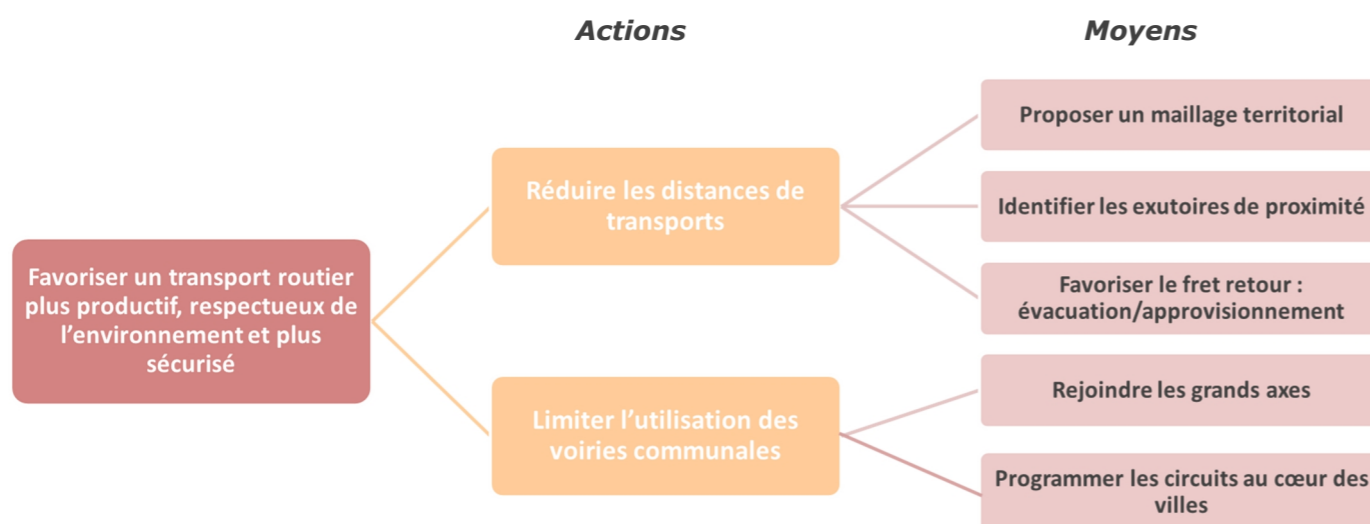 Actions
Moyens
Favoriser un transport routier
plus productif, respectueux de
l'environnement et plus
sécurisé
Réduire les distances de
transports
Limiter l'utilisation des
voiries communales
Proposer un maillage territorial
Identifier les exutoires de proximité
Favoriser le fret retour :
évacuation/approvisionnement
Rejoindre les grands axes
Programmer les circuits au cœur des
villes